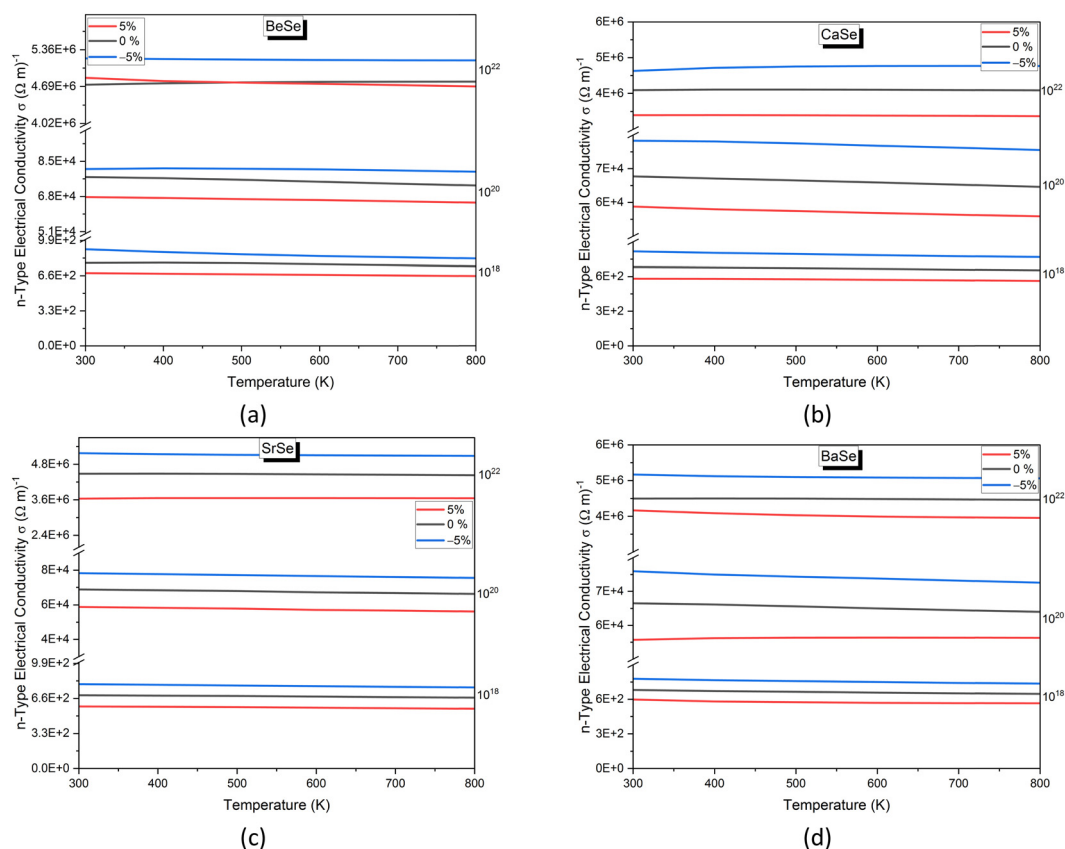 BeSe
5%
0 %
−5%
n-Type Electrical Conductivity σ (Ω m)-1
5.36E+6
4.69E+6
4.02E+6
8.5E+4
6.8E+4
5.1E+4
9.9E+2
6.6E+2
3.3E+2
0.0E+0
10²²
10²⁰
10¹⁸
300 400 500 600 700 800
Temperature (K)
(a)
CaSe
5%
0 %
−5%
n-Type Electrical Conductivity σ (Ω m)-1
6E+6
5E+6
4E+6
7E+4
6E+4
6E+2
3E+2
0E+0
10²²
10²⁰
10¹⁸
300 400 500 600 700 800
Temperature (K)
(b)
SrSe
5%
0 %
−5%
n-Type Electrical Conductivity σ (Ω m)-1
4.8E+6
3.6E+6
2.4E+6
8E+4
6E+4
4E+4
9.9E+2
6.6E+2
3.3E+2
0.0E+0
10²²
10²⁰
10¹⁸
300 400 500 600 700 800
Temperature (K)
(c)
BaSe
5%
0 %
−5%
n-Type Electrical Conductivity σ (Ω m)-1
6E+6
5E+6
4E+6
7E+4
6E+4
6E+2
3E+2
0E+0
10²²
10²⁰
10¹⁸
300 400 500 600 700 800
Temperature (K)
(d)